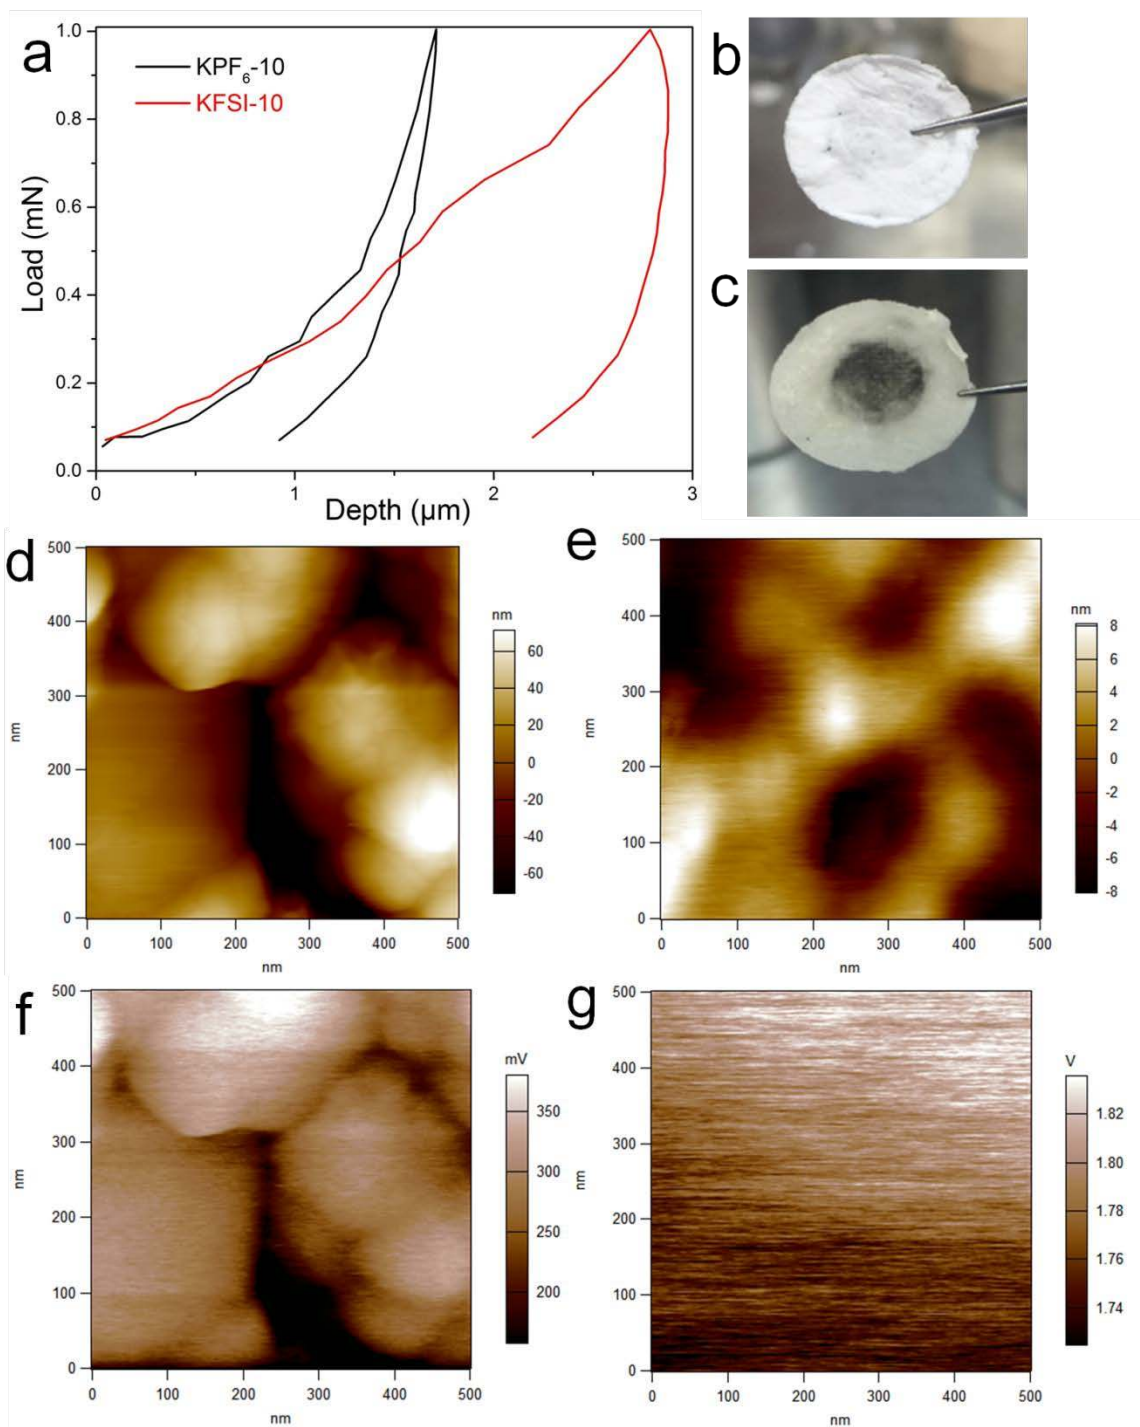 a
KPF6-10
KFSI-10
Load (mN)
1.0
0.8
0.6
0.4
0.2
0.0
0 1 2 3
Depth (μm)
b
c
d
500
400
300
200
100
0
nm
0 100 200 300 400 500
nm
nm
60
40
20
0
-20
-40
-60
e
500
400
300
200
100
0
nm
0 100 200 300 400 500
nm
nm
8
6
4
2
0
-2
-4
-6
-8
f
500
400
300
200
100
0
nm
0 100 200 300 400 500
nm
mV
350
300
250
200
g
500
400
300
200
100
0
nm
0 100 200 300 400 500
nm
V
1.82
1.80
1.78
1.76
1.74